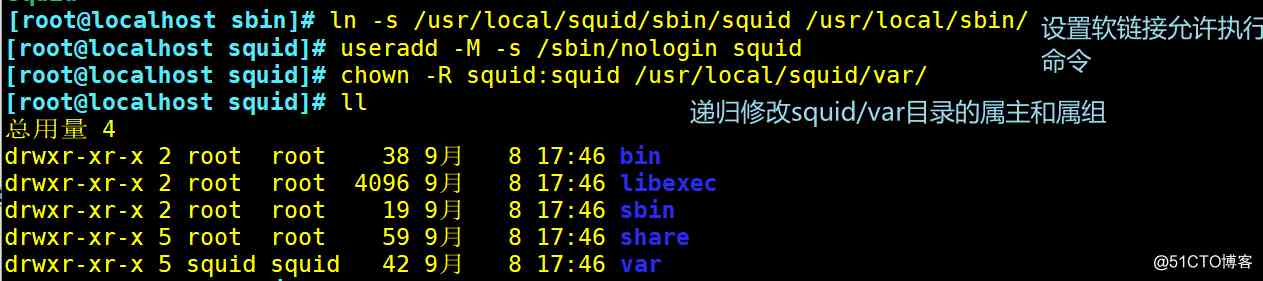 [root@localhost sbin]# ln -s /usr/local/squid/sbin/squid /usr/local/sbin/
设置软链接允许执行
命令
[root@localhost squid]# useradd -M -s /sbin/nologin squid
[root@localhost squid]# chown -R squid:squid /usr/local/squid/var/
[root@localhost squid]# ll
递归修改squid/var目录的属主和属组
总用量 4
drwxr-xr-x 2 root  root    38 9月   8 17:46 bin
drwxr-xr-x 2 root  root  4096 9月   8 17:46 libexec
drwxr-xr-x 2 root  root    19 9月   8 17:46 sbin
drwxr-xr-x 5 root  root    59 9月   8 17:46 share
drwxr-xr-x 5 squid squid   42 9月   8 17:46 var
@51CTO博客